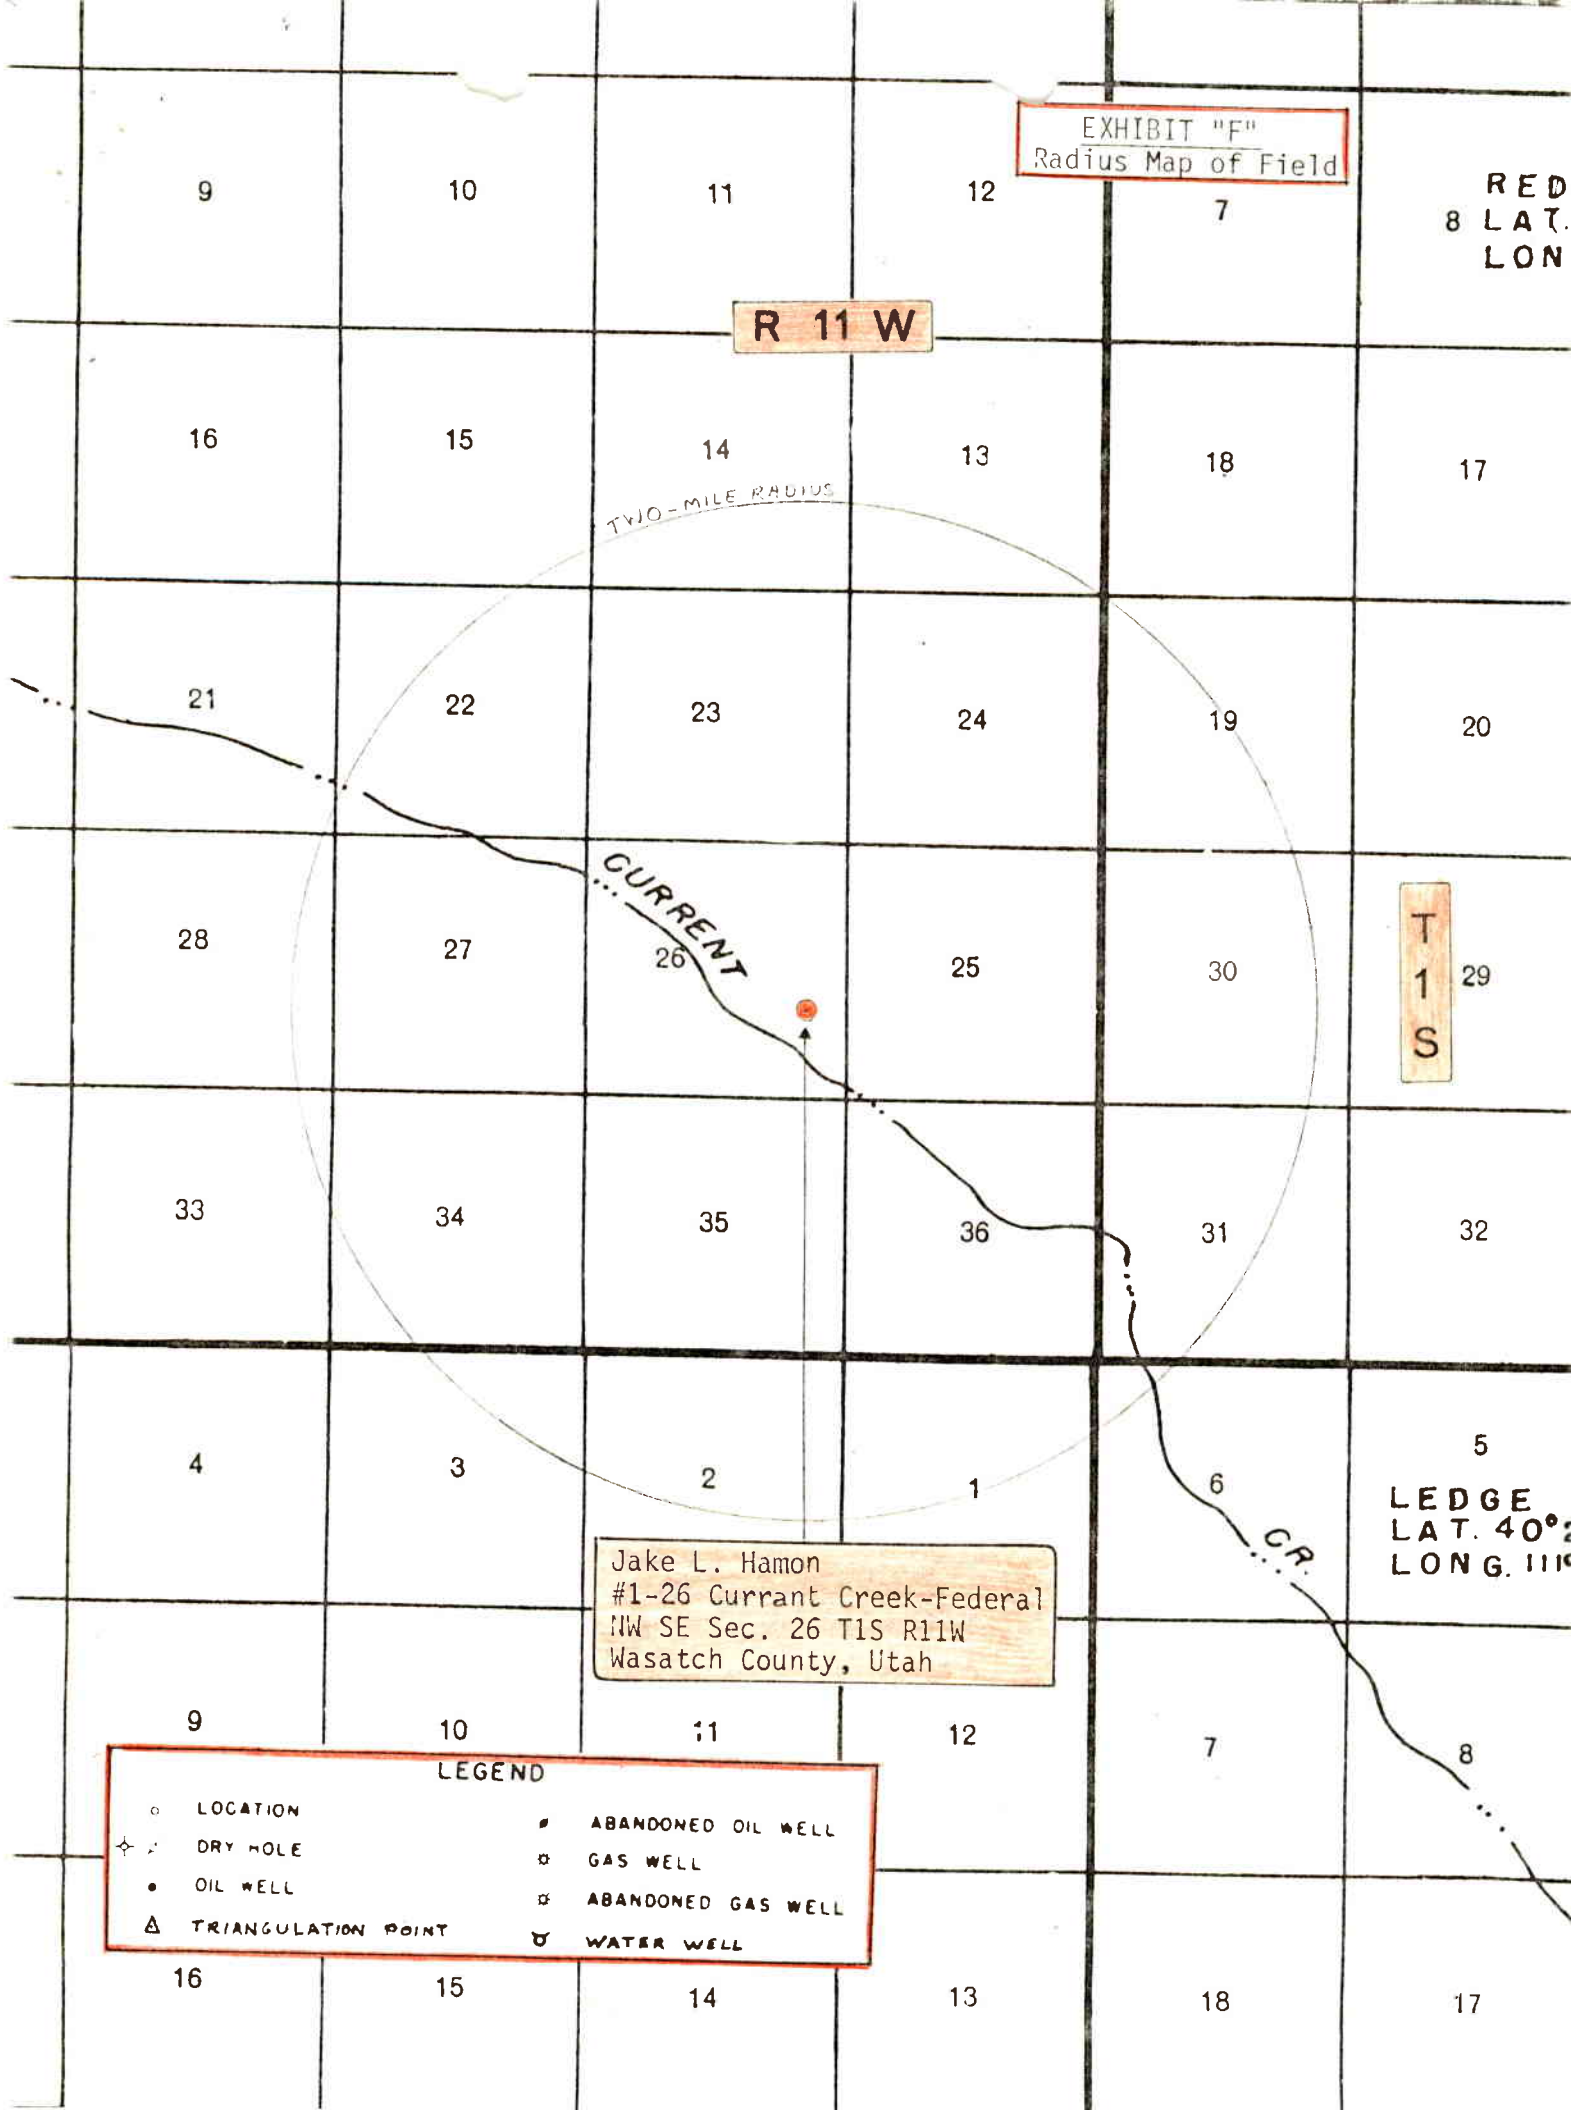 EXHIBIT "F"
Radius Map of Field
9 10 11 12 7 8
RED
LAT.
LON
R 11 W
16 15 14 13 18 17
TWO-MILE RADIUS
21 22 23 24 19 20
CURRENT
28 27 26 25 30 29
T
1
S
33 34 35 36 31 32
4 3 2 1 6 5
CR.
LEDGE
LAT. 40°
LONG. 111°
Jake L. Hamon
#1-26 Currant Creek-Federal
NW SE Sec. 26 T1S R11W
Wasatch County, Utah
9 10 11 12 7 8
LEGEND
LOCATION
DRY HOLE
OIL WELL
TRIANGULATION POINT
ABANDONED OIL WELL
GAS WELL
ABANDONED GAS WELL
WATER WELL
16 15 14 13 18 17